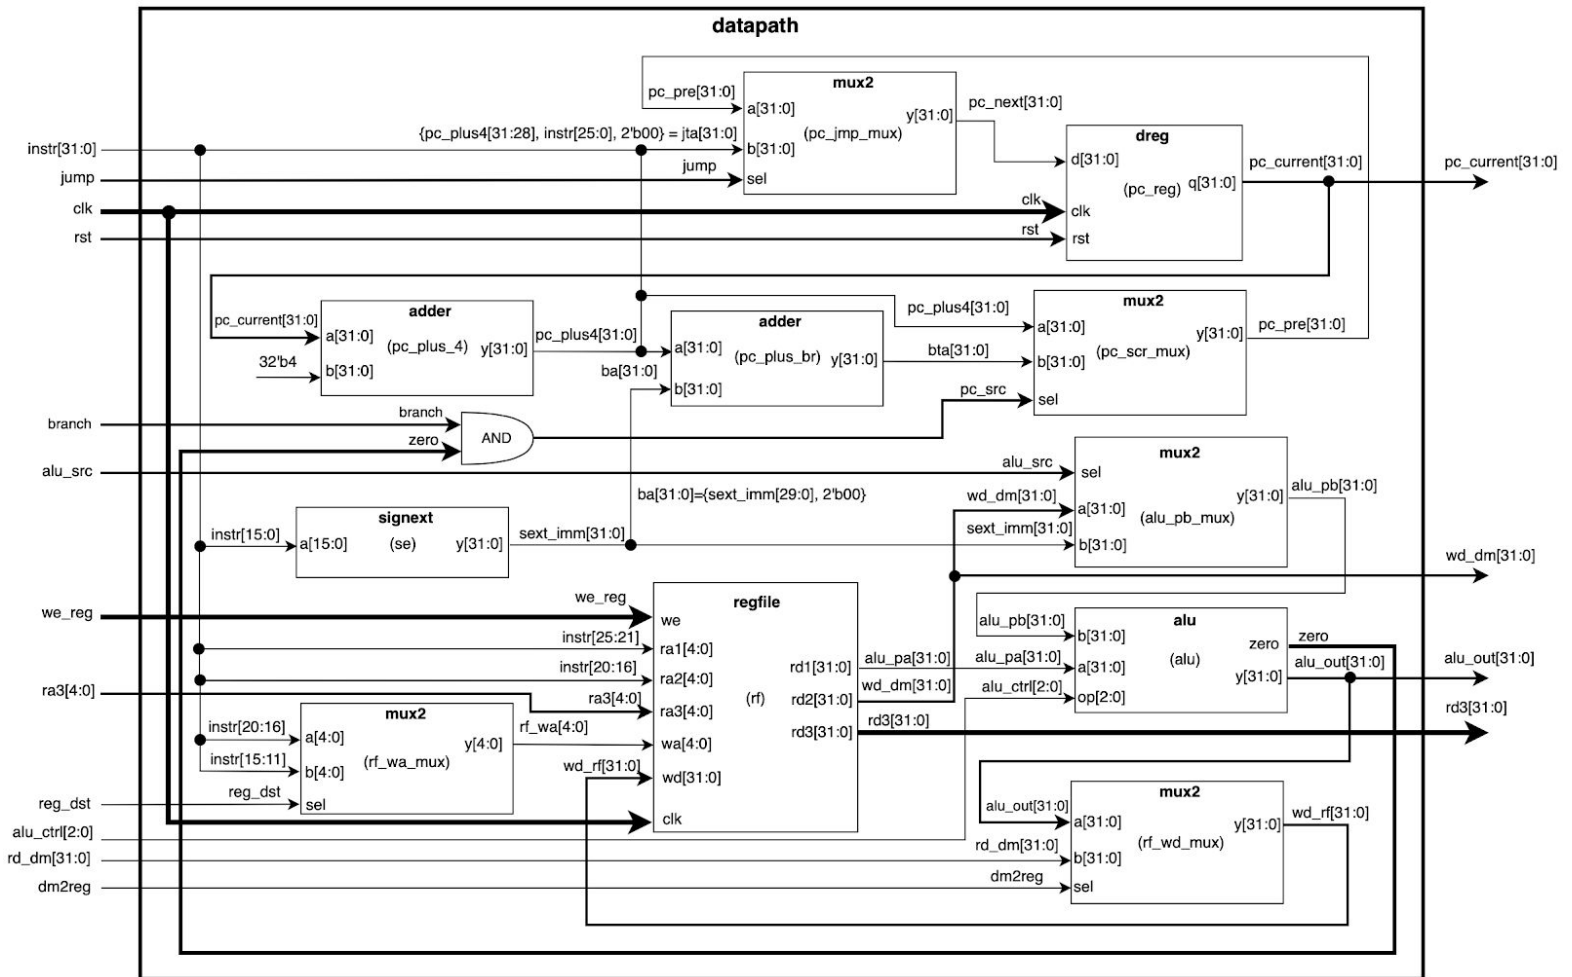 datapath
mux2
pc_pre[31:0]
a[31:0]
y[31:0]
pc_next[31:0]
{pc_plus4[31:28], instr[25:0], 2'b00} = jta[31:0]
(pc_jmp_mux)
b[31:0]
jump
sel
dreg
d[31:0]
q[31:0]
(pc_reg)
clk
clk
rst
rst
pc_current[31:0]
pc_current[31:0]
instr[31:0]
jump
clk
rst
adder
pc_current[31:0]
a[31:0]
(pc_plus_4)
y[31:0]
32'b4
b[31:0]
pc_plus4[31:0]
ba[31:0]
adder
a[31:0]
(pc_plus_br)
y[31:0]
b[31:0]
bta[31:0]
pc_plus4[31:0]
mux2
a[31:0]
y[31:0]
(pc_scr_mux)
b[31:0]
pc_src
sel
pc_pre[31:0]
branch
branch
zero
AND
alu_src
alu_src
mux2
sel
wd_dm[31:0]
a[31:0]
y[31:0]
(alu_pb_mux)
sext_imm[31:0]
b[31:0]
alu_pb[31:0]
ba[31:0]={sext_imm[29:0], 2'b00}
signext
instr[15:0]
a[15:0]
(se)
y[31:0]
sext_imm[31:0]
wd_dm[31:0]
we_reg
we_reg
regfile
we
instr[25:21]
ra1[4:0]
instr[20:16]
ra2[4:0]
ra3[4:0]
ra3[4:0]
ra3[4:0]
(rf)
rd1[31:0]
rd2[31:0]
rd3[31:0]
rf_wa[4:0]
wa[4:0]
wd_rf[31:0]
wd[31:0]
clk
alu_pa[31:0]
wd_dm[31:0]
rd3[31:0]
alu
alu_pb[31:0]
b[31:0]
zero
zero
(alu)
alu_pa[31:0]
a[31:0]
y[31:0]
alu_out[31:0]
alu_ctrl[2:0]
op[2:0]
alu_out[31:0]
rd3[31:0]
mux2
instr[20:16]
a[4:0]
y[4:0]
(rf_wa_mux)
instr[15:11]
b[4:0]
reg_dst
reg_dst
sel
alu_ctrl[2:0]
rd_dm[31:0]
dm2reg
mux2
alu_out[31:0]
a[31:0]
y[31:0]
wd_rf[31:0]
(rf_wd_mux)
rd_dm[31:0]
b[31:0]
dm2reg
sel